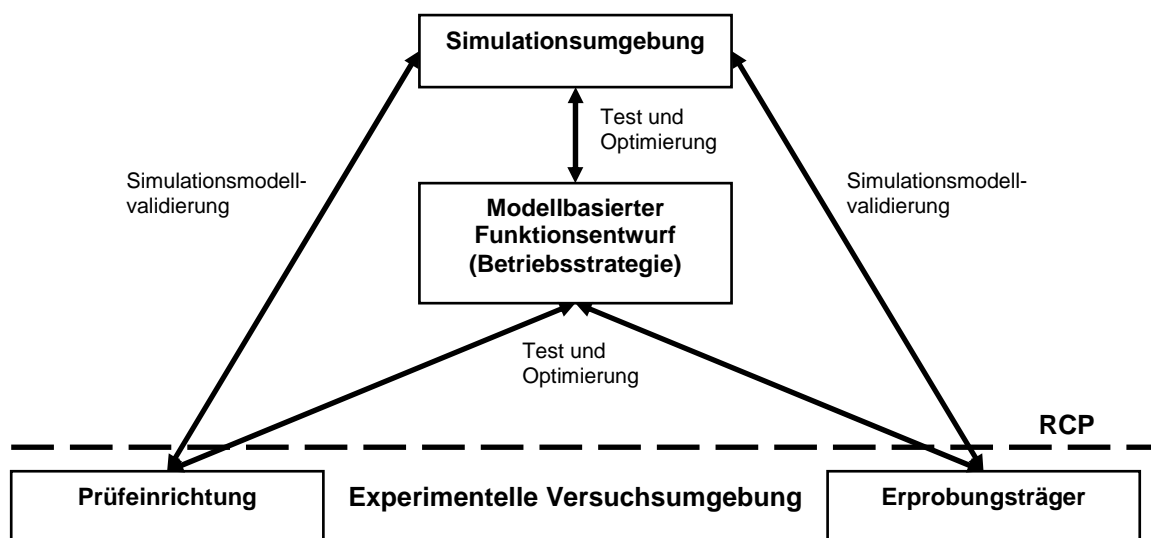 Simulationsumgebung
Test und
Optimierung
Simulationsmodell-
validierung
Simulationsmodell-
validierung
Modellbasierter
Funktionsentwurf
(Betriebsstrategie)
Test und
Optimierung
RCP
Prüfeinrichtung
Experimentelle Versuchsumgebung
Erprobungsträger